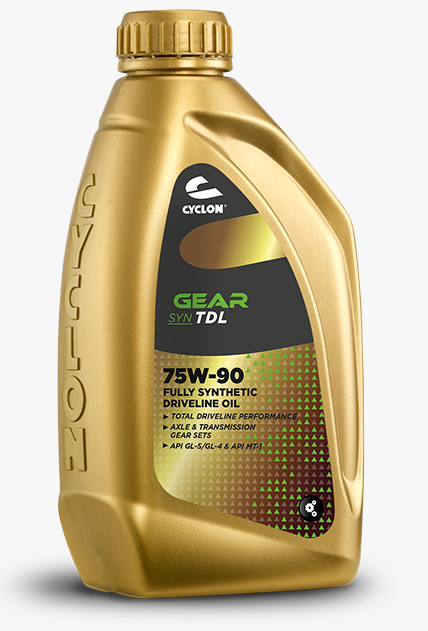 CYCLON
CYCLON®
GEAR
SYN TDL
75W-90
FULLY SYNTHETIC
DRIVELINE OIL
▶ TOTAL DRIVELINE PERFORMANCE
▶ AXLE & TRANSMISSION
GEAR SETS
▶ API GL-5/GL-4 & API MT-1